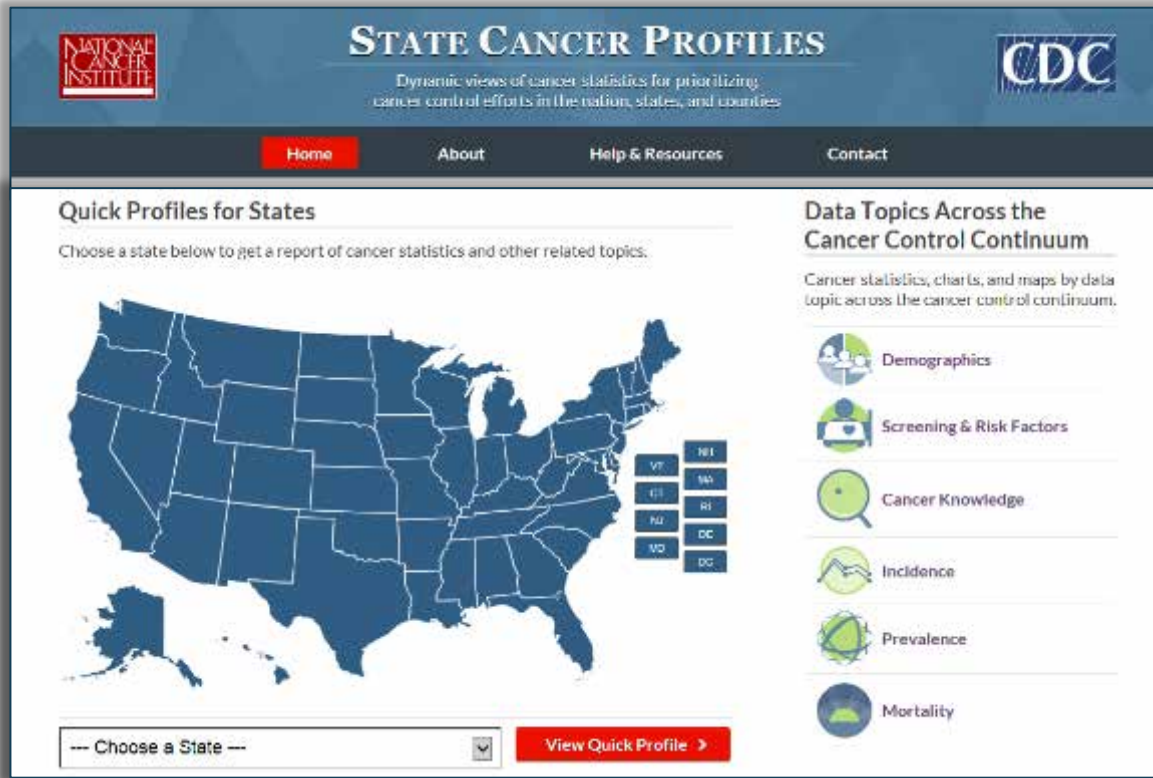 NATIONAL
CANCER
INSTITUTE
STATE CANCER PROFILES
Dynamic views of cancer statistics for prioritizing
cancer control efforts in the nation, states, and counties
CDC
Home
About
Help & Resources
Contact
Quick Profiles for States
Choose a state below to get a report of cancer statistics and other related topics.
VT
NH
CT
MA
NJ
RI
MD
DE
DC
--- Choose a State ---
View Quick Profile >
Data Topics Across the
Cancer Control Continuum
Cancer statistics, charts, and maps by data
topic across the cancer control continuum.
Demographics
Screening & Risk Factors
Cancer Knowledge
Incidence
Prevalence
Mortality